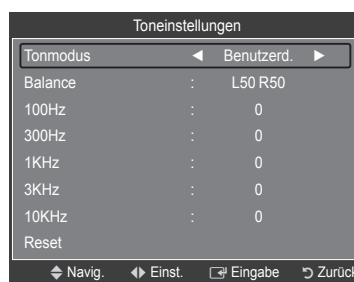 Toneinstellungen
Tonmodus ◄ Benutzerd. ►
Balance : L50 R50
100Hz : 0
300Hz : 0
1KHz : 0
3KHz : 0
10KHz : 0
Reset
Navig. Einst. Eingabe Zurück